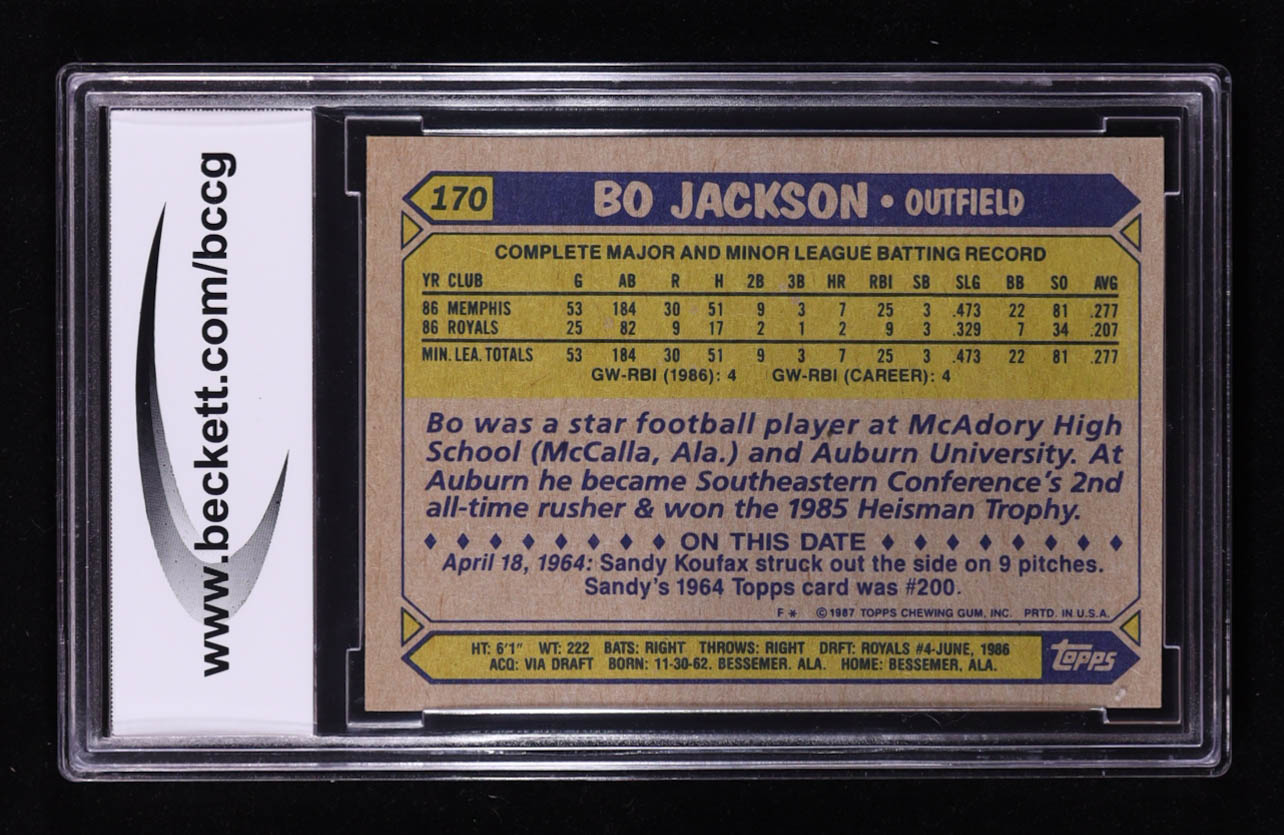 www.beckett.com/bccg
170 BO JACKSON • OUTFIELD
COMPLETE MAJOR AND MINOR LEAGUE BATTING RECORD
YR CLUB G AB R H 2B 3B HR RBI SB SLG BB SO AVG
86 MEMPHIS 53 184 30 51 9 3 7 25 3 .473 22 81 .277
86 ROYALS 25 82 9 17 2 1 2 9 3 .329 7 34 .207
MIN. LEA. TOTALS 53 184 30 51 9 3 7 25 3 .473 22 81 .277
GW-RBI (1986): 4 GW-RBI (CAREER): 4
Bo was a star football player at McAdory High
School (McCalla, Ala.) and Auburn University. At
Auburn he became Southeastern Conference's 2nd
all-time rusher & won the 1985 Heisman Trophy.
♦ ♦ ♦ ♦ ♦ ♦ ♦ ♦ ♦ ON THIS DATE ♦ ♦ ♦ ♦ ♦ ♦ ♦ ♦
April 18, 1964: Sandy Koufax struck out the side on 9 pitches.
Sandy's 1964 Topps card was #200.
F * © 1987 TOPPS CHEWING GUM, INC. PRTD. IN U.S.A.
HT: 6'1" WT: 222 BATS: RIGHT THROWS: RIGHT DRFT: ROYALS #4-JUNE, 1986
ACQ: VIA DRAFT BORN: 11-30-62. BESSEMER. ALA. HOME: BESSEMER, ALA.
topps